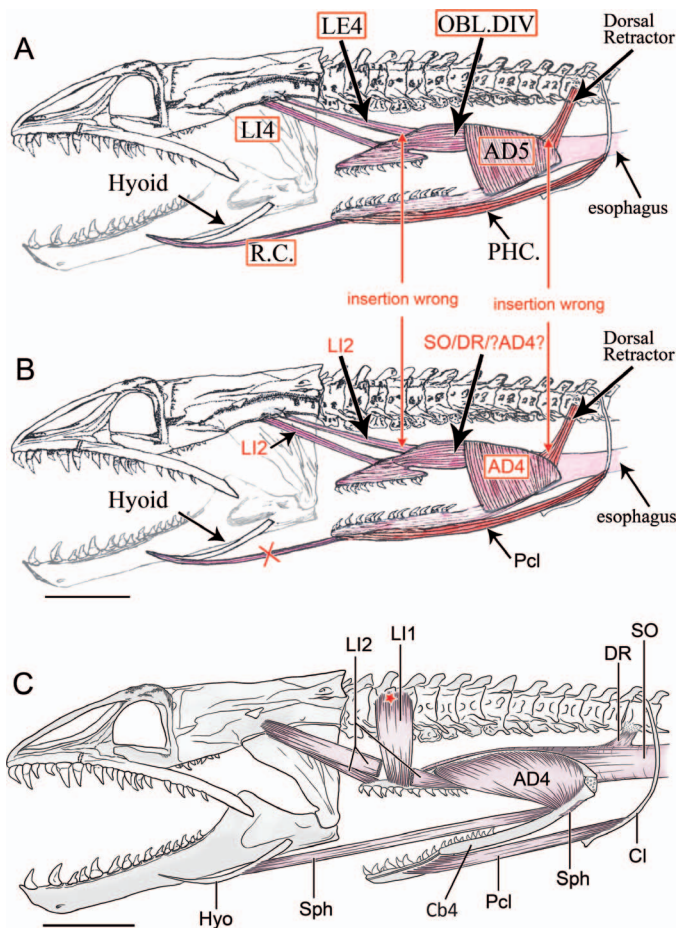 A
LE4
OBL.DIV
Dorsal
Retractor
LI4
AD5
Hyoid
R.C.
PHC.
esophagus
insertion wrong
insertion wrong
B
LI2
SO/DR/?AD4?
Dorsal
Retractor
LI2
AD4
Hyoid
esophagus
X
Pcl
C
LI2
LI1
DR
SO
AD4
Hyo
Sph
Cb4
Pcl
Sph
Cl